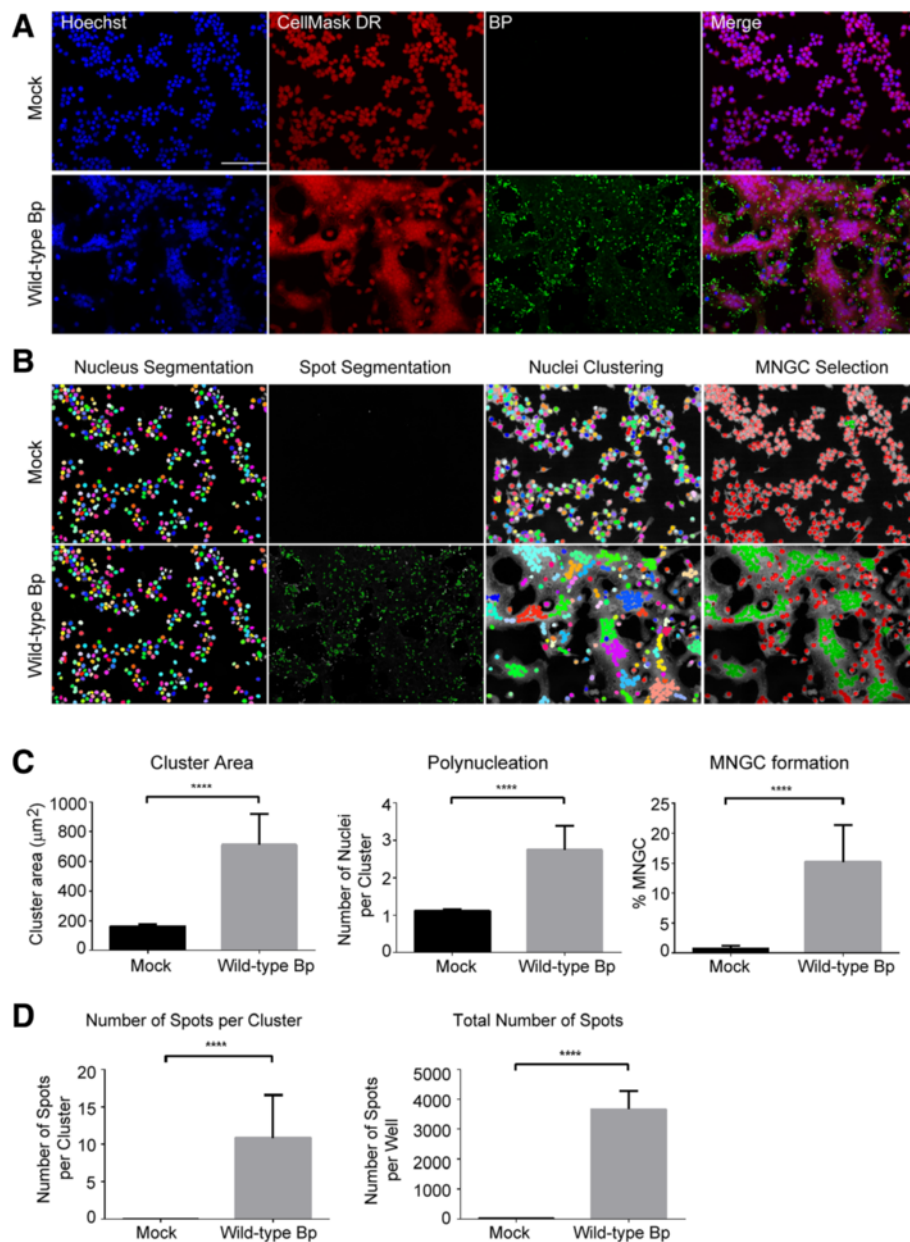 A
Hoechst
CellMask DR
BP
Merge
Mock
Wild-type Bp
B
Nucleus Segmentation
Spot Segmentation
Nuclei Clustering
MNGC Selection
Mock
Wild-type Bp
C
Cluster Area
Polynucleation
MNGC formation
****
****
****
Cluster area (μm²)
1000
800
600
400
200
0
Mock
Wild-type Bp
Number of Nuclei
per Cluster
4
3
2
1
0
Mock
Wild-type Bp
% MNGC
25
20
15
10
5
0
Mock
Wild-type Bp
D
Number of Spots per Cluster
Total Number of Spots
****
****
Number of Spots
per Cluster
20
15
10
5
0
Mock
Wild-type Bp
Number of Spots
per Well
5000
4000
3000
2000
1000
0
Mock
Wild-type Bp